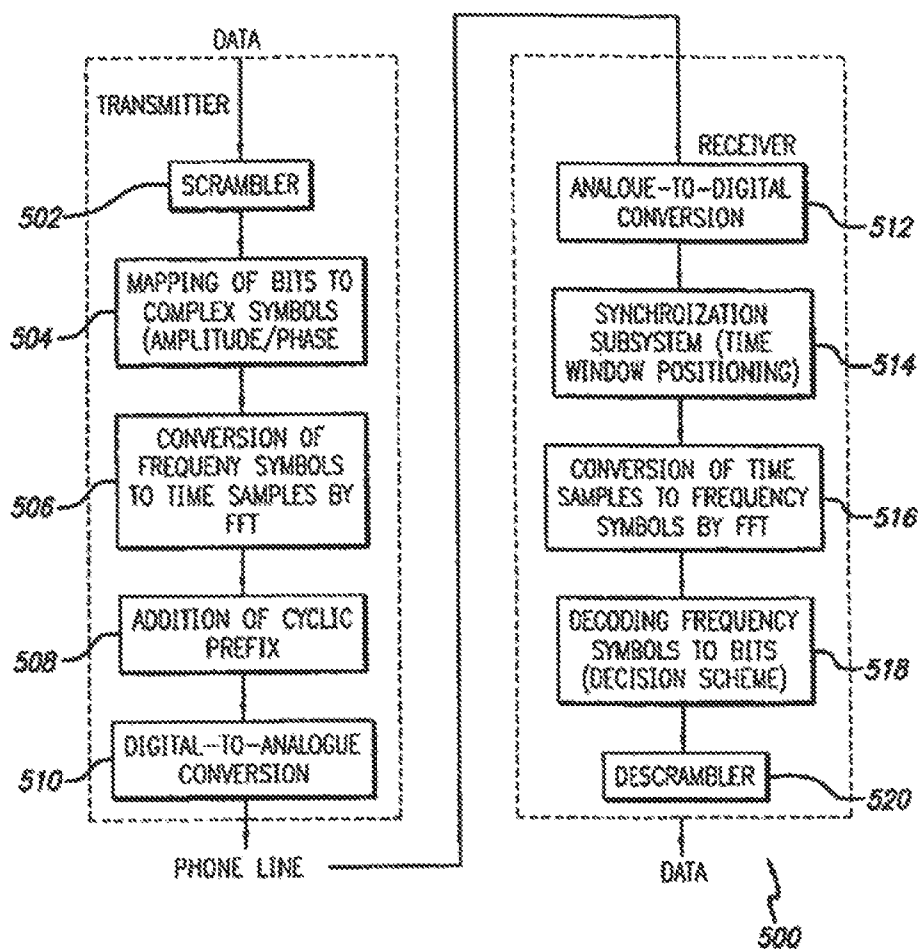 DATA
TRANSMITTER
502
SCRAMBLER
504
MAPPING OF BITS TO
COMPLEX SYMBOLS
(AMPLITUDE/PHASE
506
CONVERSION OF
FREQUENY SYMBOLS
TO TIME SAMPLES BY
FFT
508
ADDITION OF CYCLIC
PREFIX
510
DIGITAL-TO-ANALOGUE
CONVERSION
PHONE LINE
RECEIVER
ANALOUE-TO-DIGITAL
CONVERSION
512
SYNCHROIZATION
SUBSYSTEM (TIME
WINDOW POSITIONING)
514
CONVERSION OF TIME
SAMPLES TO FREQUENCY
SYMBOLS BY FFT
516
DECODING FREQUENCY
SYMBOLS TO BITS
(DECISION SCHEME)
518
DESCRAMBLER
520
DATA
500